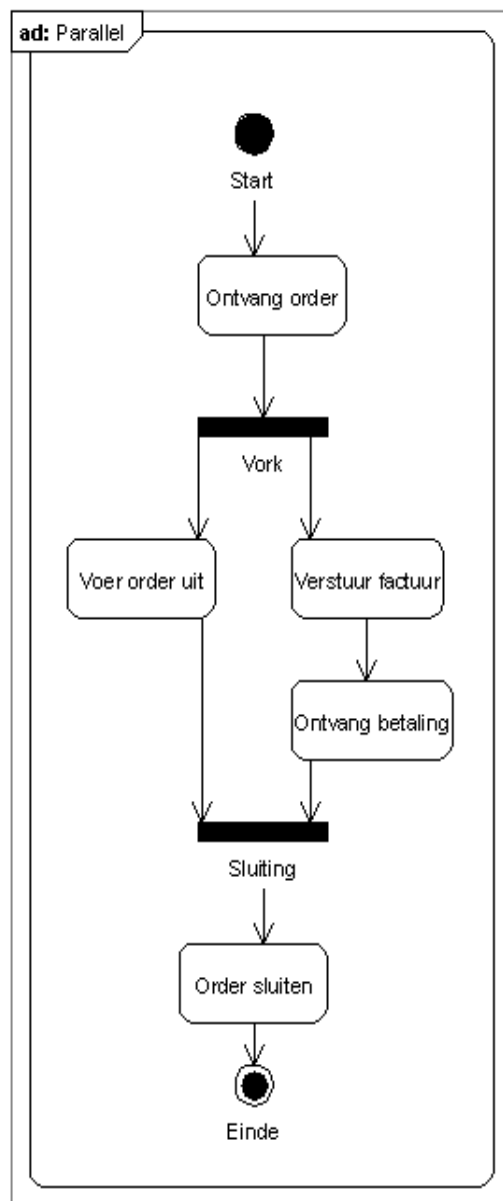 ad: Parallel
Start
Ontvang order
Vork
Voer order uit
Verstuur factuur
Ontvang betaling
Sluiting
Order sluiten
Einde